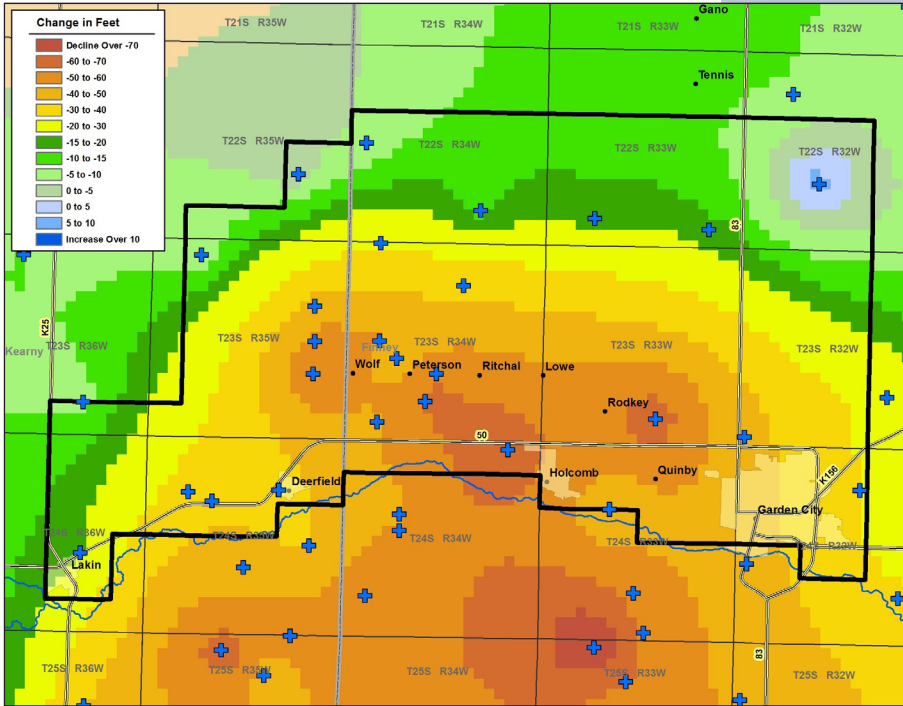 Change in Feet
Decline Over -70
-60 to -70
-50 to -60
-40 to -50
-30 to -40
-20 to -30
-15 to -20
-10 to -15
-5 to -10
0 to -5
0 to 5
5 to 10
Increase Over 10
T21S R35W
T21S R34W
T21S R33W
T21S R32W
Gano
Tennis
T22S R35W
T22S R34W
T22S R33W
T22S R32W
83
K25
Kearny
T23S R36W
T23S R35W
Finney
T23S R34W
T23S R33W
T23S R32W
Wolf
Peterson
Ritchal
Lowe
Rodkey
50
Deerfield
Holcomb
Quinby
K156
Garden City
T24S R36W
T24S R35W
T24S R34W
T24S R33W
Lakin
83
T25S R36W
T25S R35W
T25S R34W
T25S R33W
T25S R32W